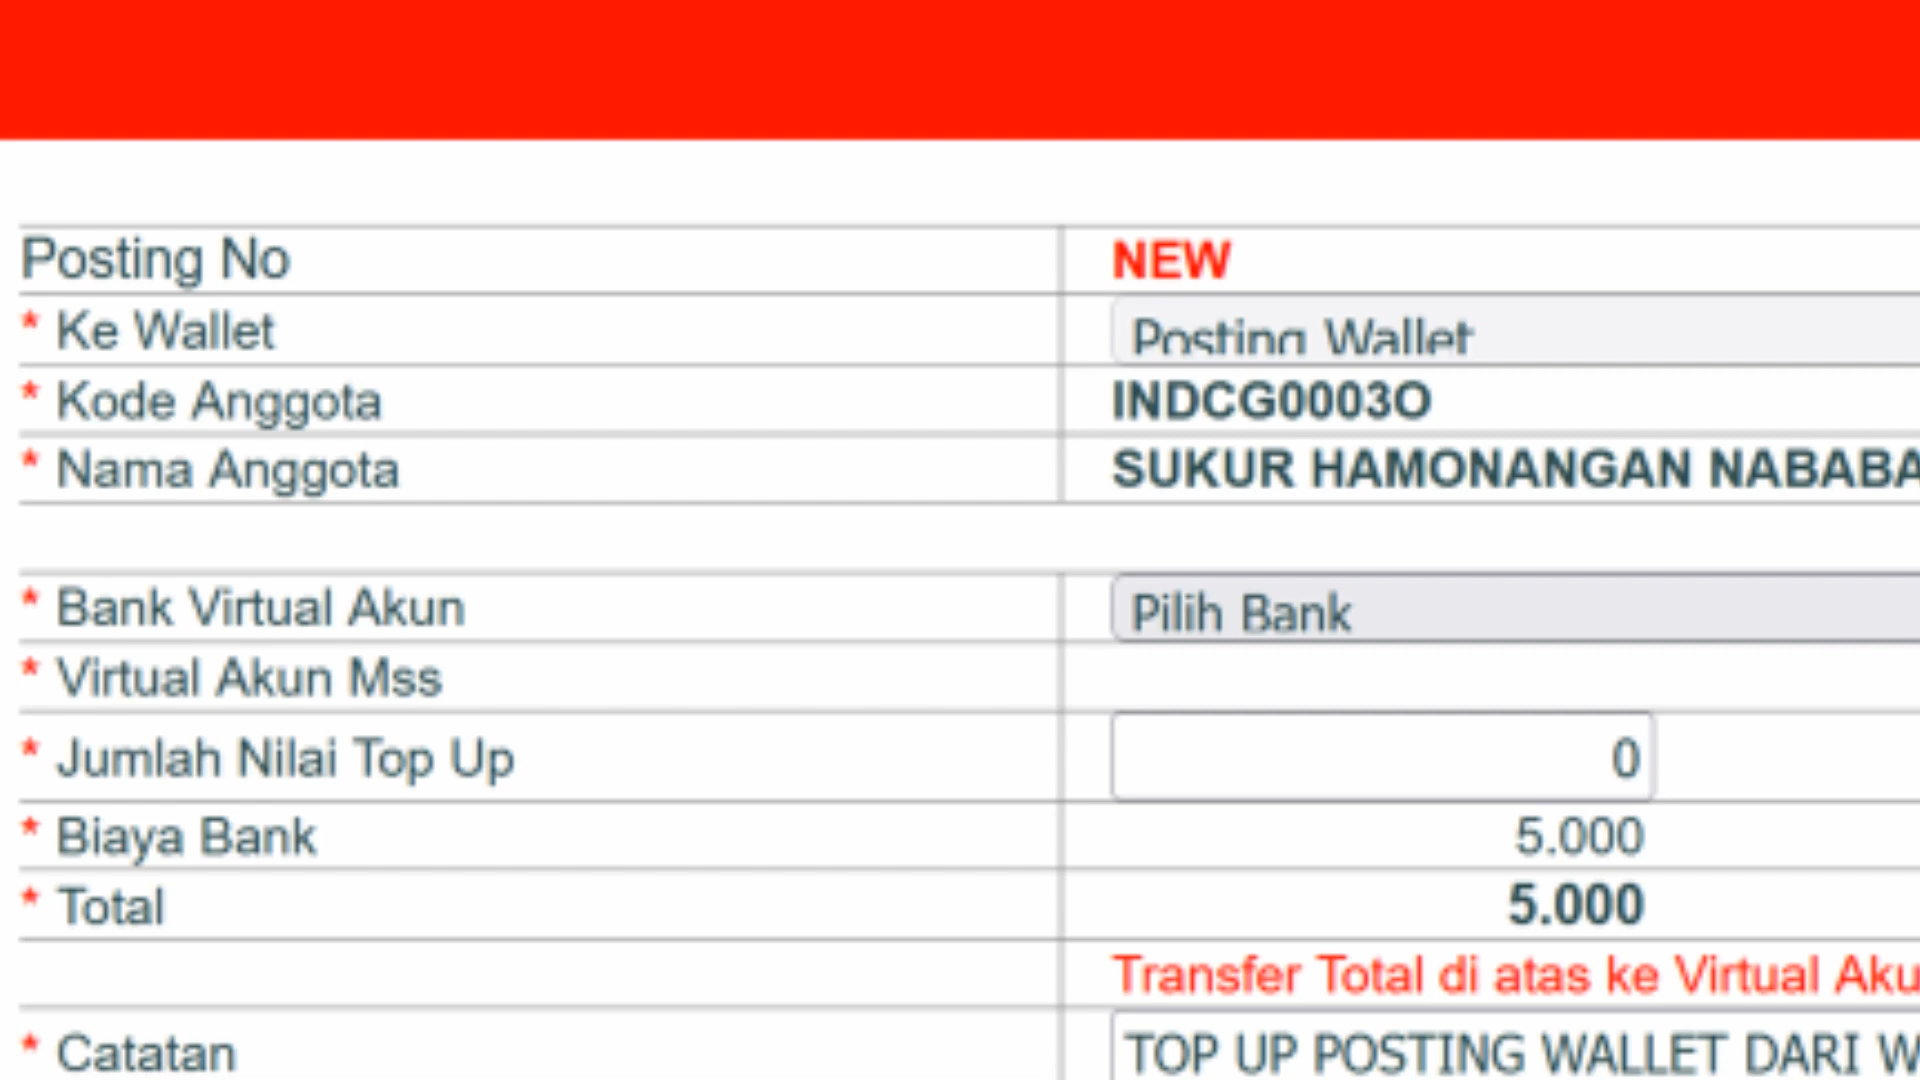 Posting No NEW
* Ke Wallet Posting Wallet
* Kode Anggota INDCG0003O
* Nama Anggota SUKUR HAMONANGAN NABABA
* Bank Virtual Akun Pilih Bank
* Virtual Akun Mss
* Jumlah Nilai Top Up 0
* Biaya Bank 5.000
* Total 5.000
Transfer Total di atas ke Virtual Aku
* Catatan TOP UP POSTING WALLET DARI W